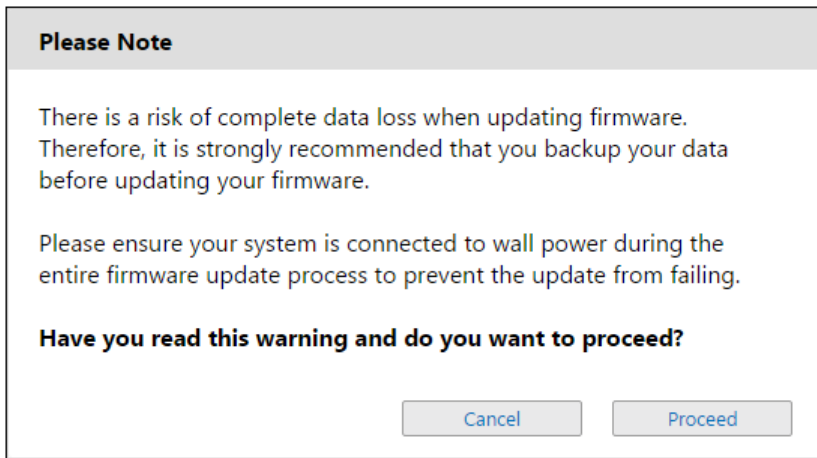 Please Note
There is a risk of complete data loss when updating firmware.
Therefore, it is strongly recommended that you backup your data
before updating your firmware.
Please ensure your system is connected to wall power during the
entire firmware update process to prevent the update from failing.
Have you read this warning and do you want to proceed?
Cancel
Proceed